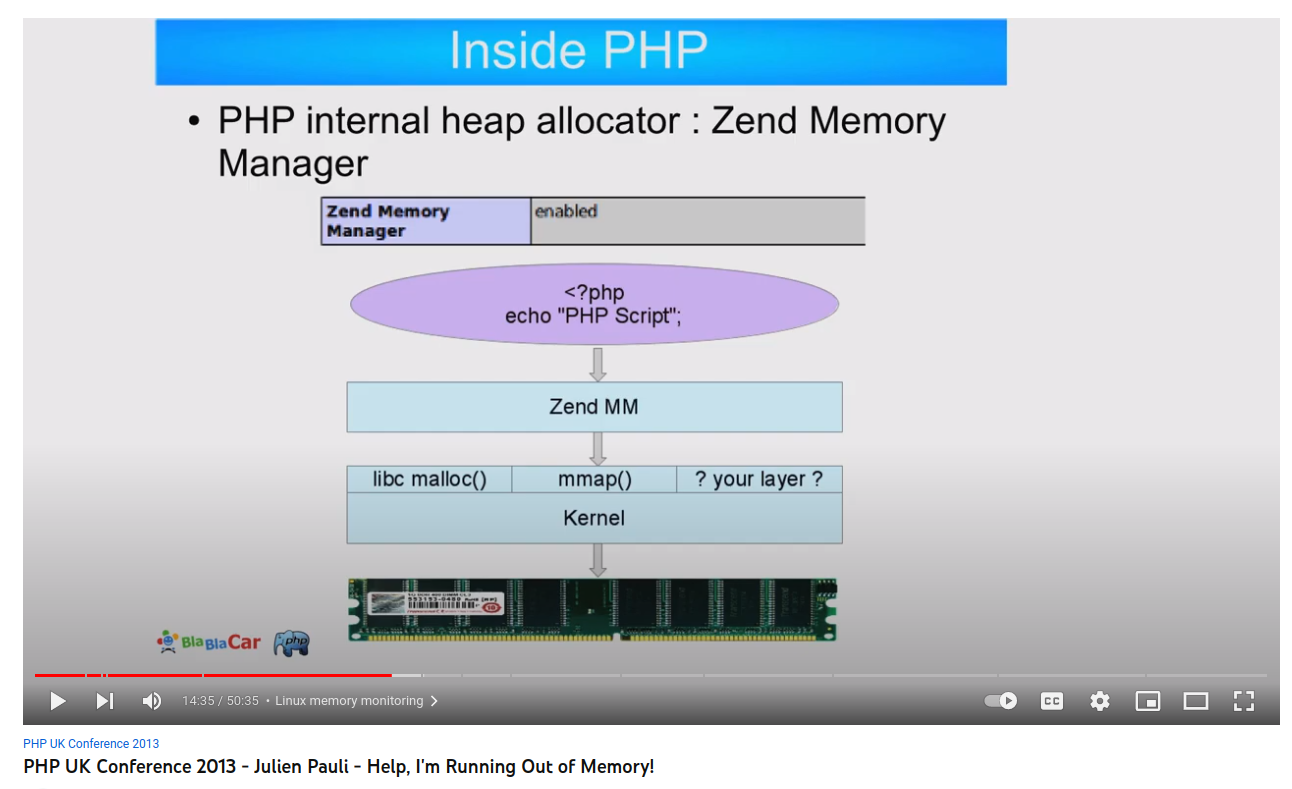 Inside PHP
• PHP internal heap allocator : Zend Memory
Manager
Zend Memory
Manager
enabled
<?php
echo "PHP Script";
Zend MM
libc malloc()
mmap()
? your layer ?
Kernel
BlaBlaCar
php
14:35 / 50:35 • Linux memory monitoring
CC
PHP UK Conference 2013
PHP UK Conference 2013 - Julien Pauli - Help, I'm Running Out of Memory!